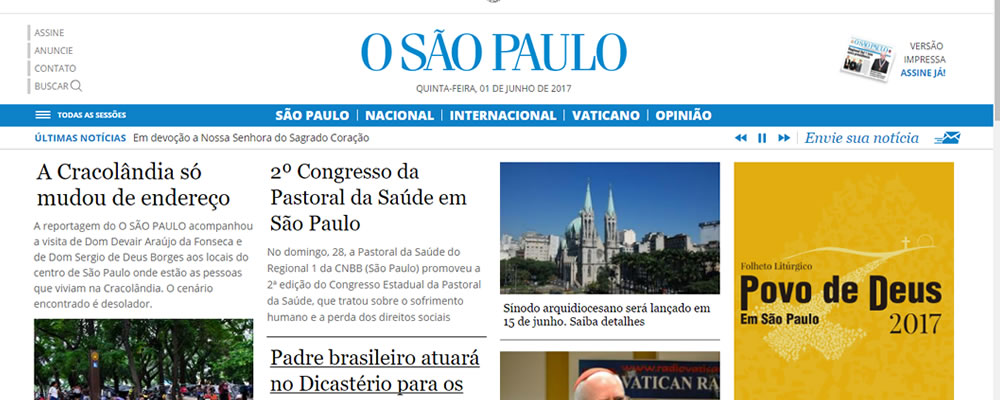 ASSINE
ANUNCIE
CONTATO
BUSCAR
O SÃO PAULO
QUINTA-FEIRA, 01 DE JUNHO DE 2017
VERSÃO
IMPRESSA
ASSINE JÁ!
TODAS AS SESSÕES
SÃO PAULO | NACIONAL | INTERNACIONAL | VATICANO | OPINIÃO
ÚLTIMAS NOTÍCIAS Em devoção a Nossa Senhora do Sagrado Coração
Envie sua notícia
A Cracolândia só
mudou de endereço
A reportagem do O SÃO PAULO acompanhou
a visita de Dom Devair Araújo da Fonseca e
de Dom Sergio de Deus Borges aos locais do
centro de São Paulo onde estão as pessoas
que viviam na Cracolândia. O cenário
encontrado é desolador.
2º Congresso da
Pastoral da Saúde em
São Paulo
No domingo, 28, a Pastoral da Saúde do
Regional 1 da CNBB (São Paulo) promoveu a
2ª edição do Congresso Estadual da Pastoral
da Saúde, que tratou sobre o sofrimento
humano e a perda dos direitos sociais
Padre brasileiro atuará
no Dicastério para os
Sínodo arquidiocesano será lançado em
15 de junho. Saiba detalhes
www.radiovatica
VATICAN RA
Folheto Litúrgico
Povo de Deus
Em São Paulo
2017